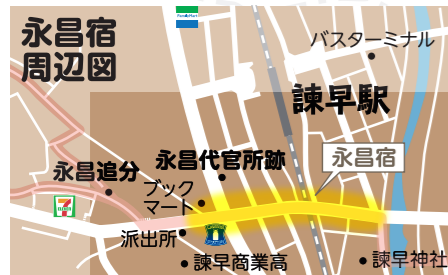 永昌宿
周辺図
FamilyMart
バスターミナル
諫早駅
永昌代官所跡
永昌宿
永昌追分
ブック
マート
派出所
諫早商業高
諫早神社